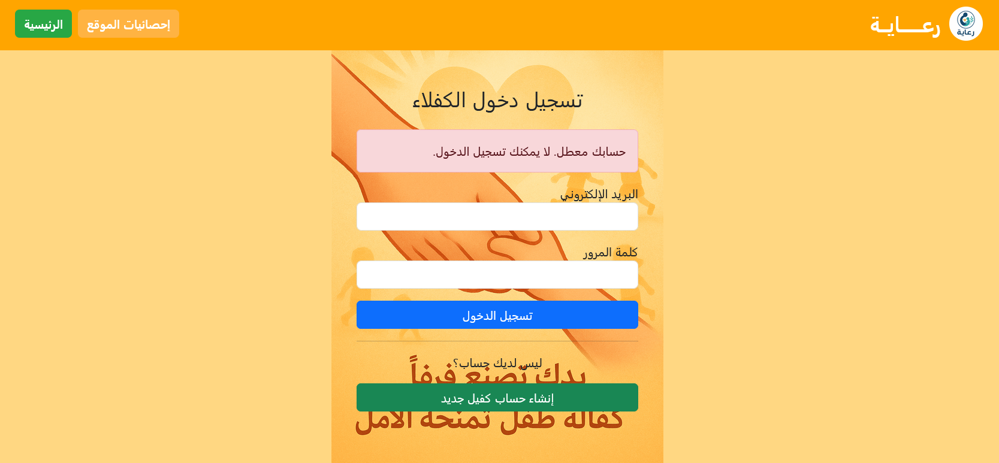 رعاية
رعـــــايــة
إحصائيات الموقع
الرئيسية
تسجيل دخول الكفلاء
حسابك معطل. لا يمكنك تسجيل الدخول.
البريد الإلكتروني
كلمة المرور
تسجيل الدخول
ليس لديك حساب؟
يدك تصنع فرقاً
إنشاء حساب كفيل جديد
كفالة طفل تمنحه الأمل